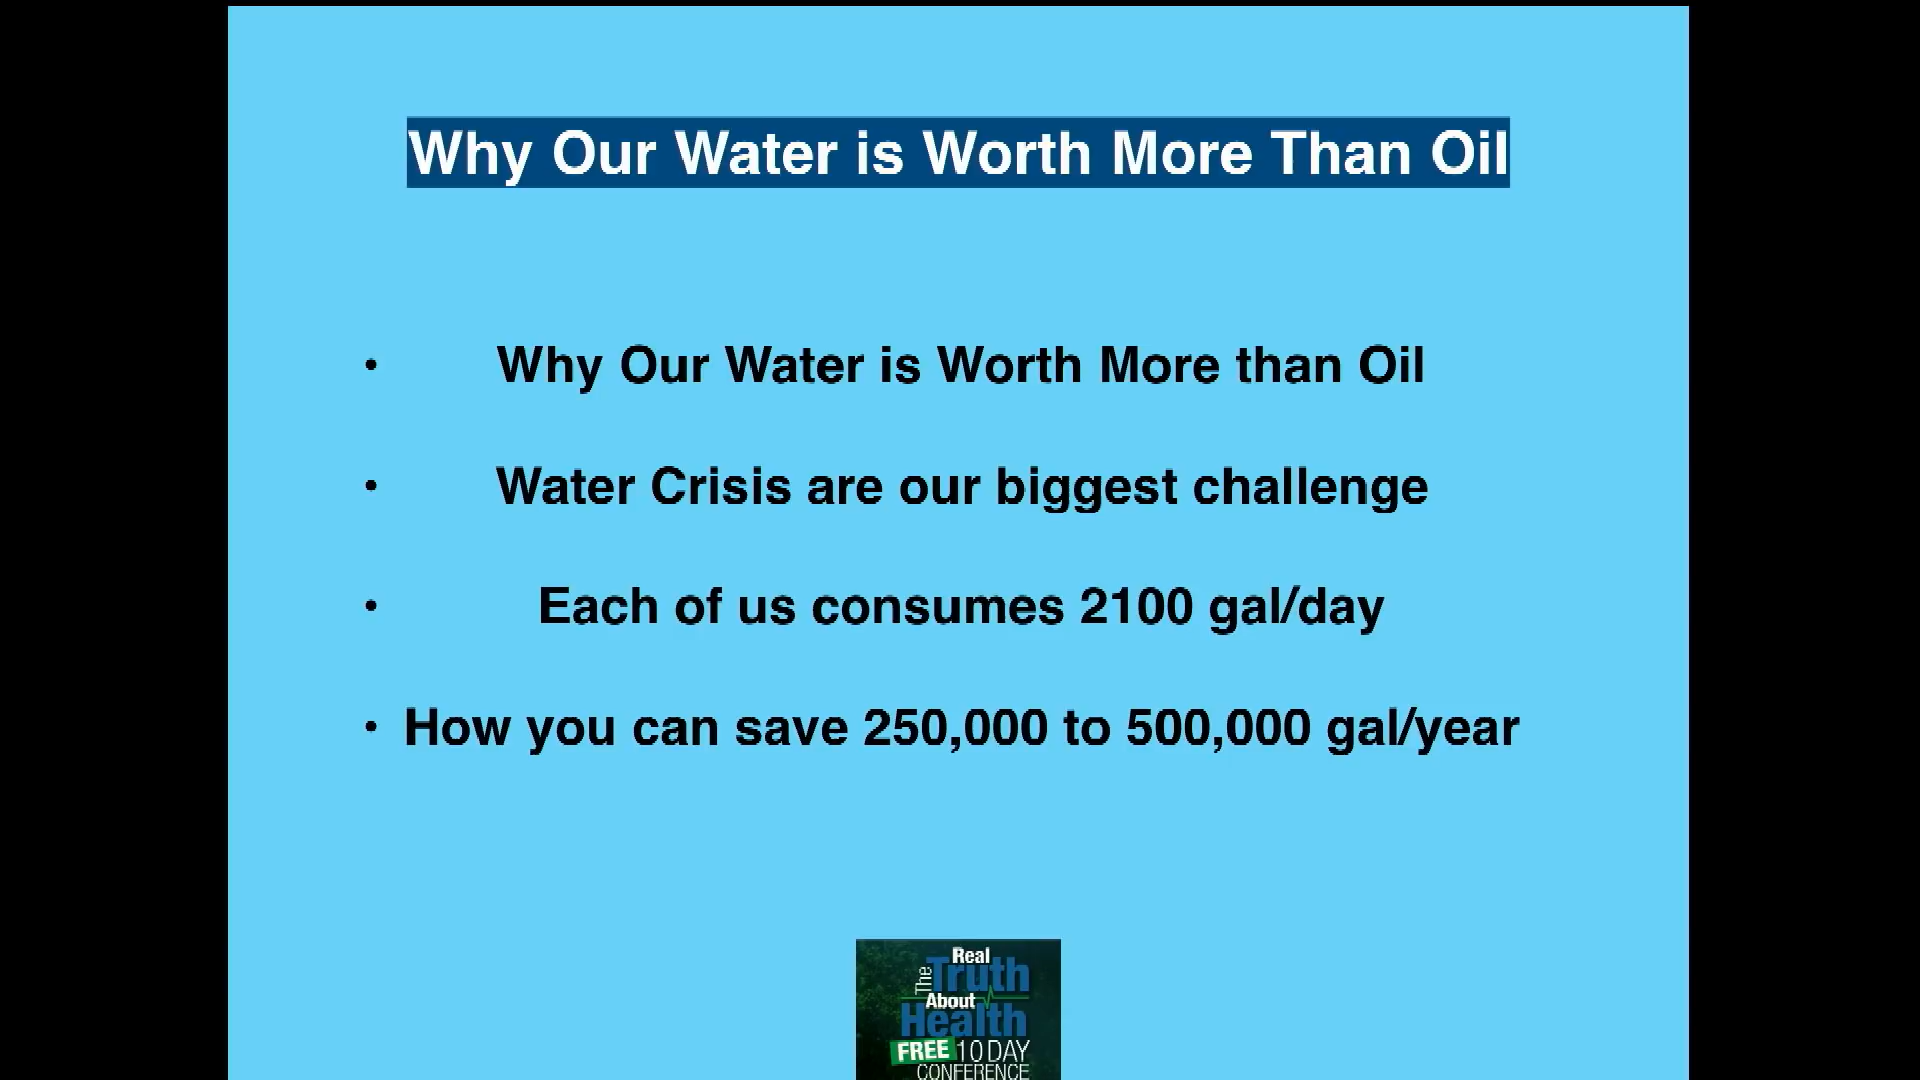 Why Our Water is Worth More Than Oil
• Why Our Water is Worth More than Oil
• Water Crisis are our biggest challenge
• Each of us consumes 2100 gal/day
• How you can save 250,000 to 500,000 gal/year
The Real
Truth
About
Health
FREE 10 DAY
CONFERENCE